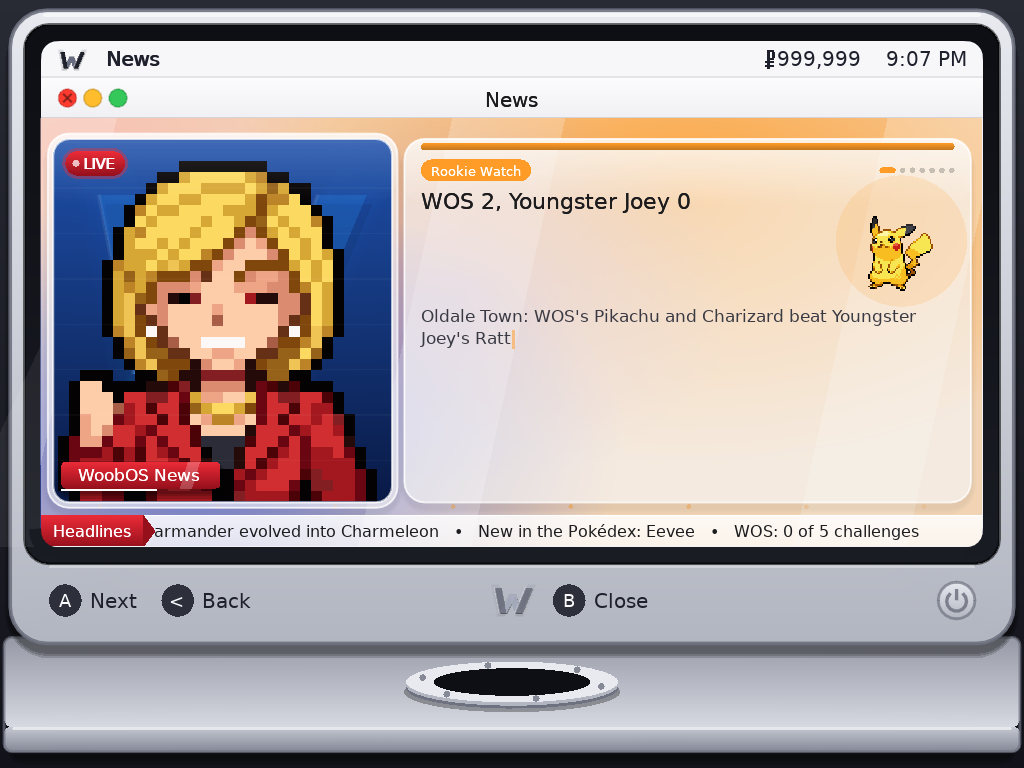 News
₽999,999 9:07 PM
News
LIVE
Rookie Watch
WOS 2, Youngster Joey 0
Oldale Town: WOS's Pikachu and Charizard beat Youngster
Joey's Ratt
WoobOS News
Headlines armander evolved into Charmeleon • New in the Pokédex: Eevee • WOS: 0 of 5 challenges
A Next < Back W B Close